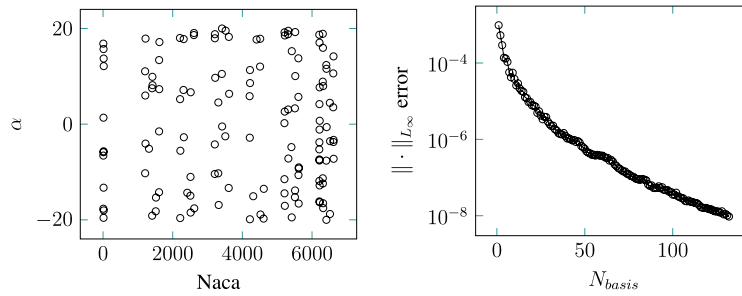 20
0
−20
α
0 2000 4000 6000
Naca
10⁻⁴
10⁻⁶
10⁻⁸
‖ · ‖_{L_∞} error
0 50 100
N_{basis}